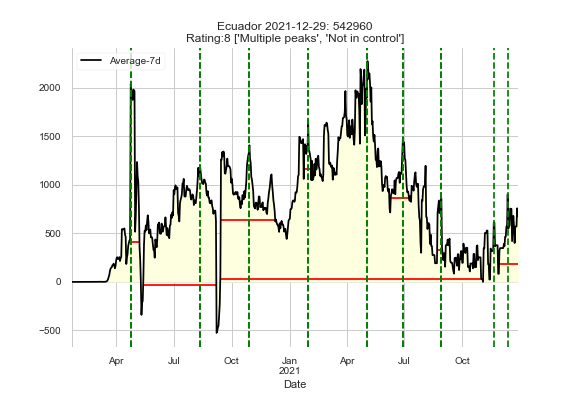 Ecuador 2021-12-29: 542960
Rating:8 ['Multiple peaks', 'Not in control']
Average-7d
2000
1500
1000
500
0
−500
Apr Jul Oct Jan Apr Jul Oct
2021
Date